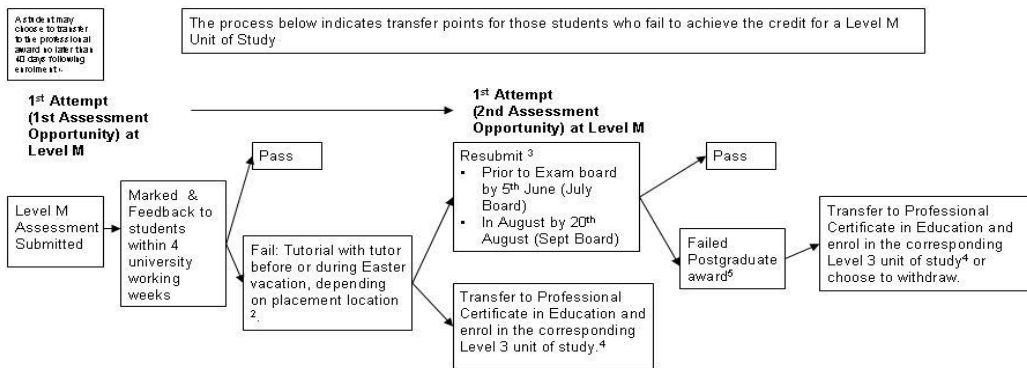 A student may
choose to transfer
to the professional
award no later than
40 days following
enrolment ¹.
The process below indicates transfer points for those students who fail to achieve the credit for a Level M
Unit of Study
1st Attempt
(1st Assessment
Opportunity) at
Level M
1st Attempt
(2nd Assessment
Opportunity) at Level M
Level M
Assessment
Submitted
Marked & 
Feedback to
students
within 4
university
working
weeks
Pass
Fail: Tutorial with tutor
before or during Easter
vacation, depending
on placement location
2.
Resubmit 3
▪ Prior to Exam board
by 5th June (July
Board)
▪ In August by 20th
August (Sept Board)
Transfer to Professional
Certificate in Education and
enrol in the corresponding
Level 3 unit of study.4
Pass
Failed
Postgraduate
award5
Transfer to Professional
Certificate in Education and
enrol in the corresponding
Level 3 unit of study4 or
choose to withdraw.